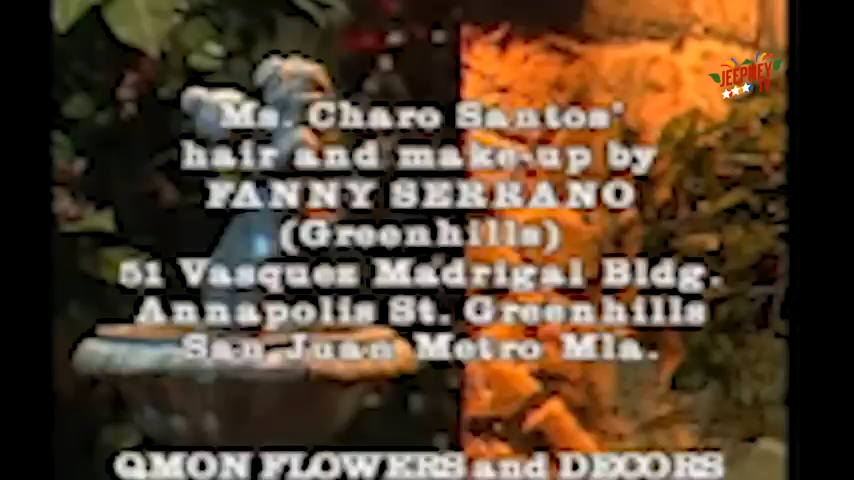 JEEPNEY
TV
Ms. Charo Santos'
hair and make-up by
FANNY SERRANO
(Greenhills)
51 Vasquez Madrigal Bldg.
Annapolis St. Greenhills
San Juan Metro Mla.
QMON FLOWERS and DECORS